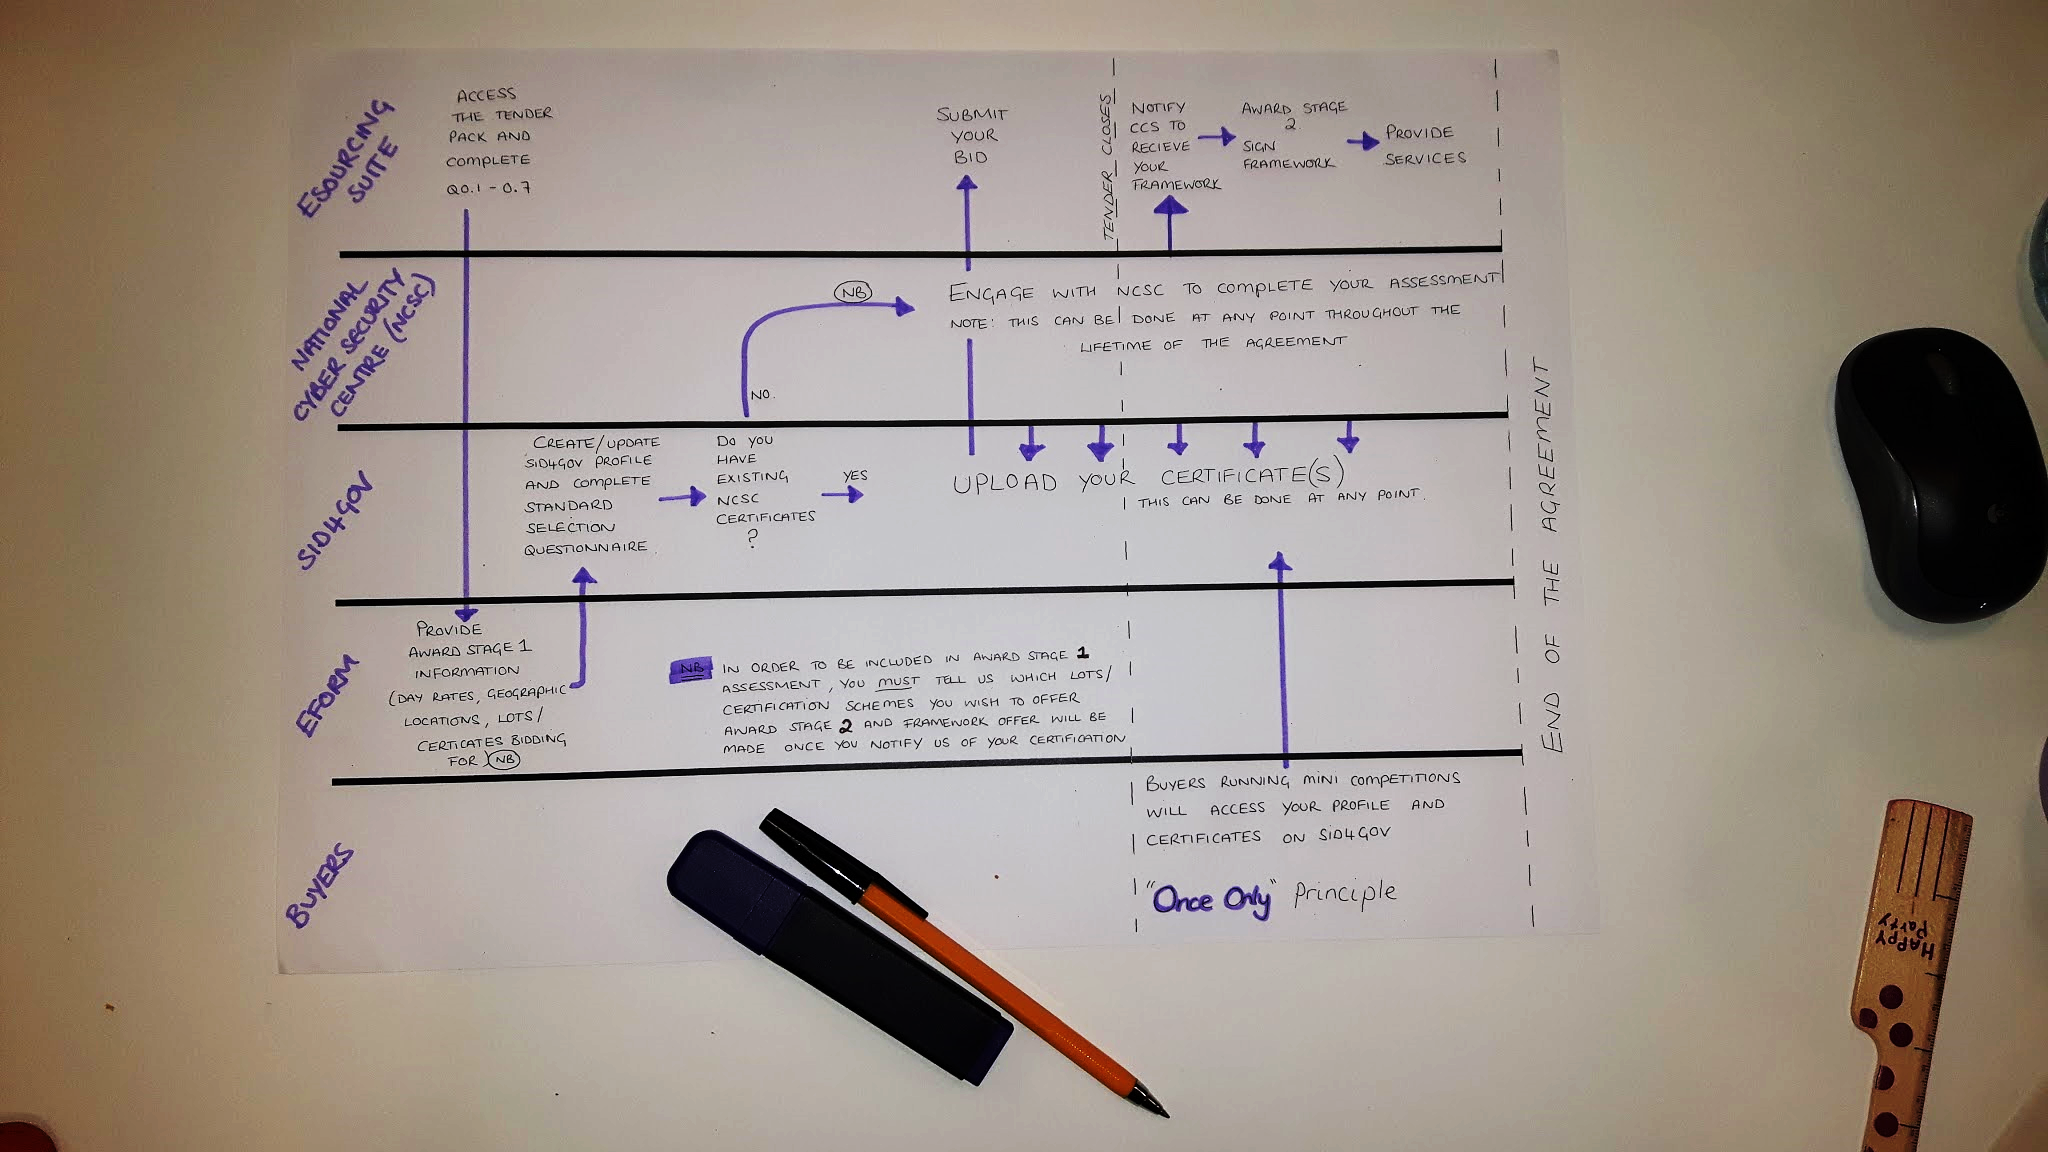 ESOURCING
SUITE
ACCESS
THE TENDER
PACK AND
COMPLETE
Q0.1 - 0.7
SUBMIT
YOUR
BID
TENDER CLOSES
NOTIFY
CCS TO
RECIEVE
YOUR
FRAMEWORK
AWARD STAGE
2
SIGN
FRAMEWORK
PROVIDE
SERVICES
NATIONAL
CYBER SECURITY
CENTRE (NCSC)
NO.
NB
ENGAGE WITH NCSC TO COMPLETE YOUR ASSESSMENT
NOTE: THIS CAN BE DONE AT ANY POINT THROUGHOUT THE
LIFETIME OF THE AGREEMENT
SID4GOV
CREATE/UPDATE
SID4GOV PROFILE
AND COMPLETE
STANDARD
SELECTION
QUESTIONNAIRE.
DO YOU
HAVE
EXISTING
NCSC
CERTIFICATES
?
YES
UPLOAD YOUR CERTIFICATE(S)
THIS CAN BE DONE AT ANY POINT.
END OF THE AGREEMENT
EFORM
PROVIDE
AWARD STAGE 1
INFORMATION
(DAY RATES, GEOGRAPHIC
LOCATIONS, LOTS/
CERTICATES BIDDING
FOR) NB
NB IN ORDER TO BE INCLUDED IN AWARD STAGE 1
ASSESSMENT, YOU MUST TELL US WHICH LOTS/
CERTIFICATION SCHEMES YOU WISH TO OFFER
AWARD STAGE 2 AND FRAMEWORK OFFER WILL BE
MADE ONCE YOU NOTIFY US OF YOUR CERTIFICATION
BUYERS
BUYERS RUNNING MINI COMPETITIONS
WILL ACCESS YOUR PROFILE AND
CERTIFICATES ON SID4GOV
"Once Only" Principle
HAPPY
Party